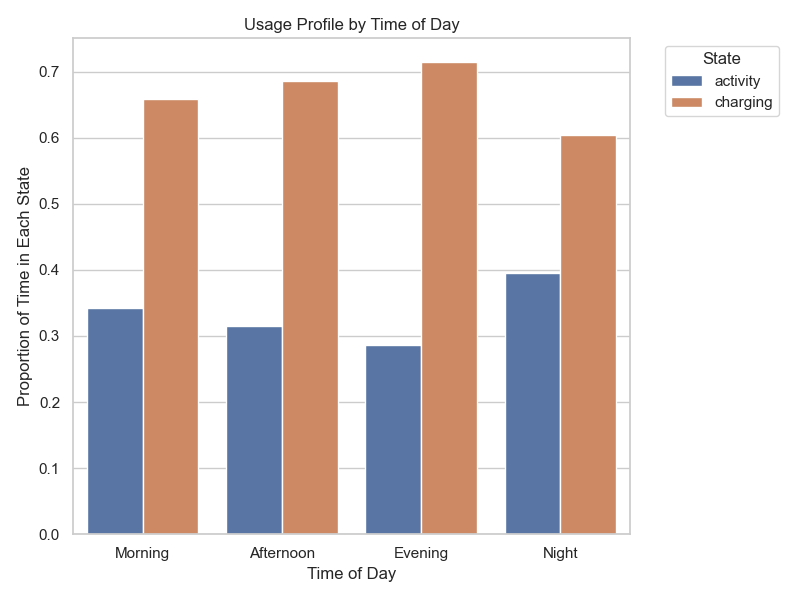 Usage Profile by Time of Day
State
activity
charging
Proportion of Time in Each State
0.7
0.6
0.5
0.4
0.3
0.2
0.1
0.0
Morning Afternoon Evening Night
Time of Day